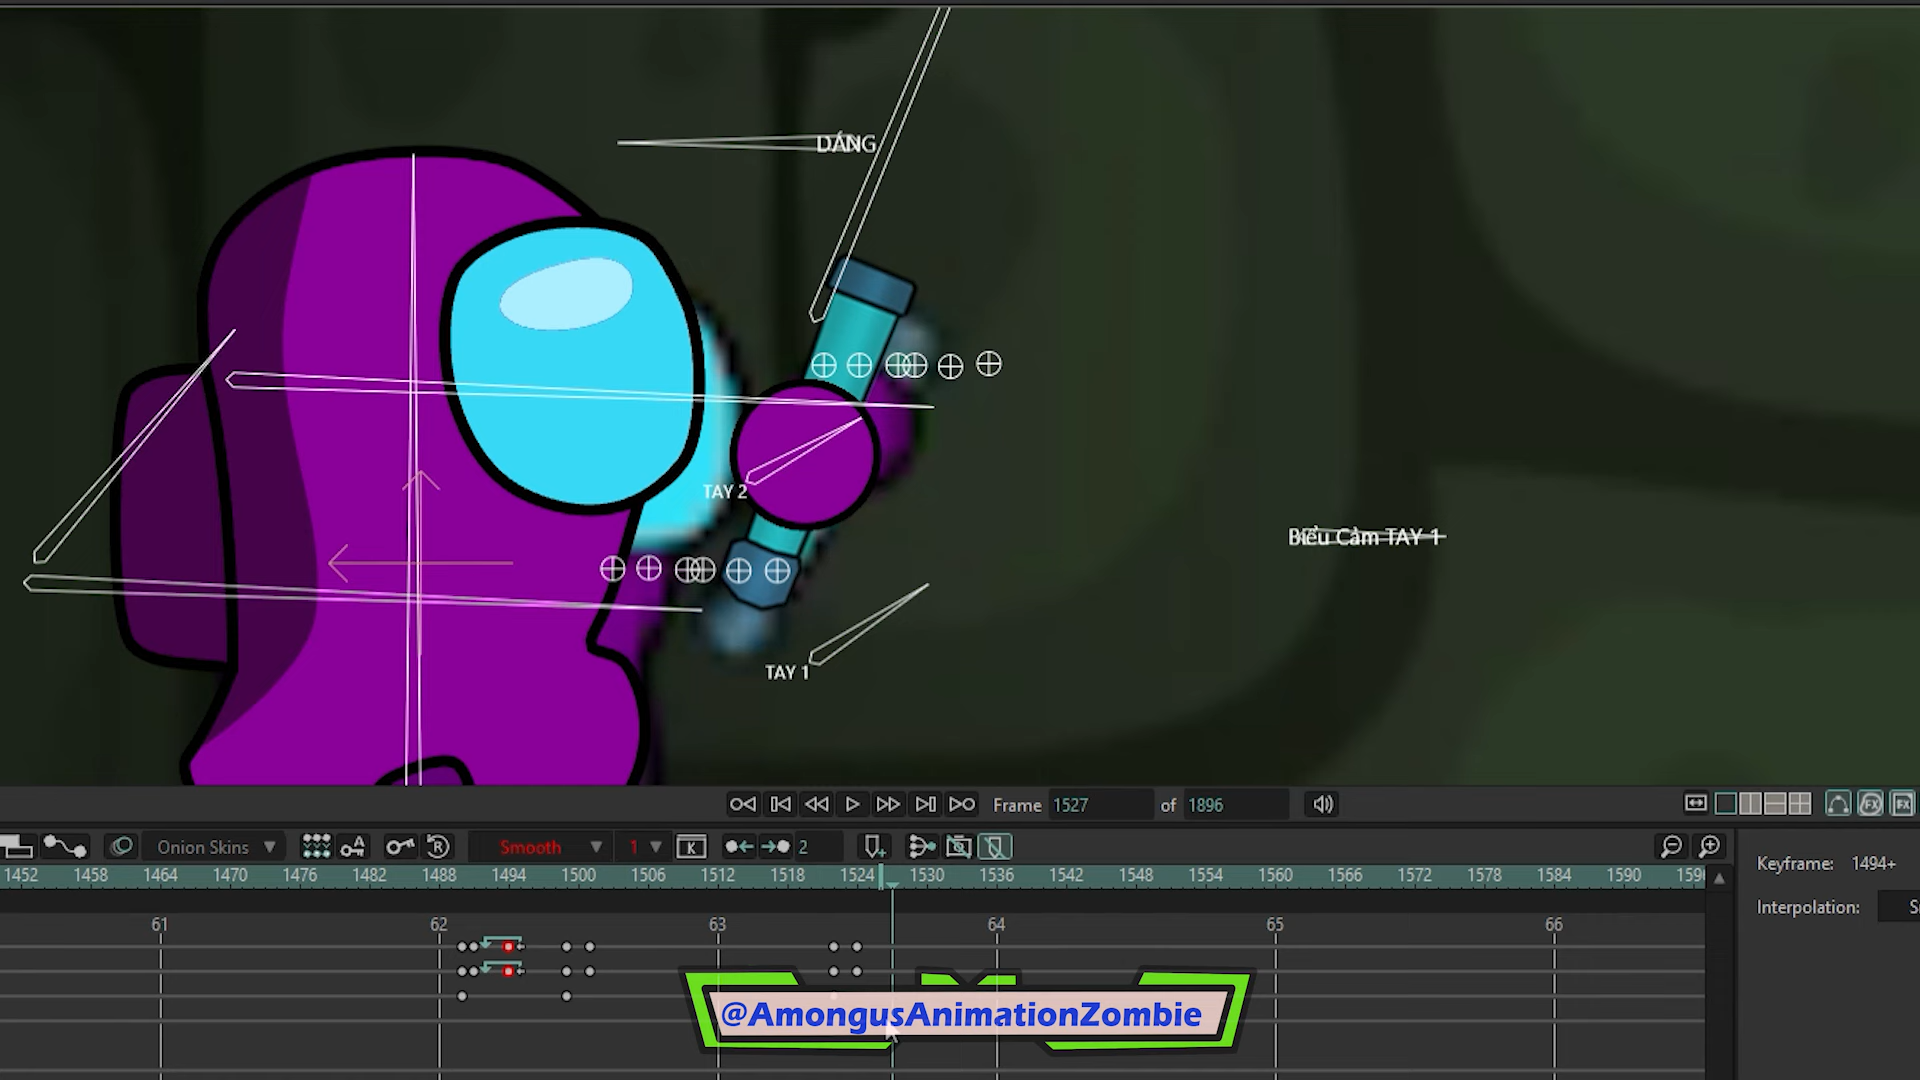 DÁNG
TAY 2
Biểu Cảm TAY 1
TAY 1
Frame 1527 of 1896
Onion Skins
Smooth
1
K
2
FX
FX
1452 1458 1464 1470 1476 1482 1488 1494 1500 1506 1512 1518 1524 1530 1536 1542 1548 1554 1560 1566 1572 1578 1584 1590
Keyframe: 1494+
Interpolation:
61 62 63 64 65 66
@AmongusAnimationZombie